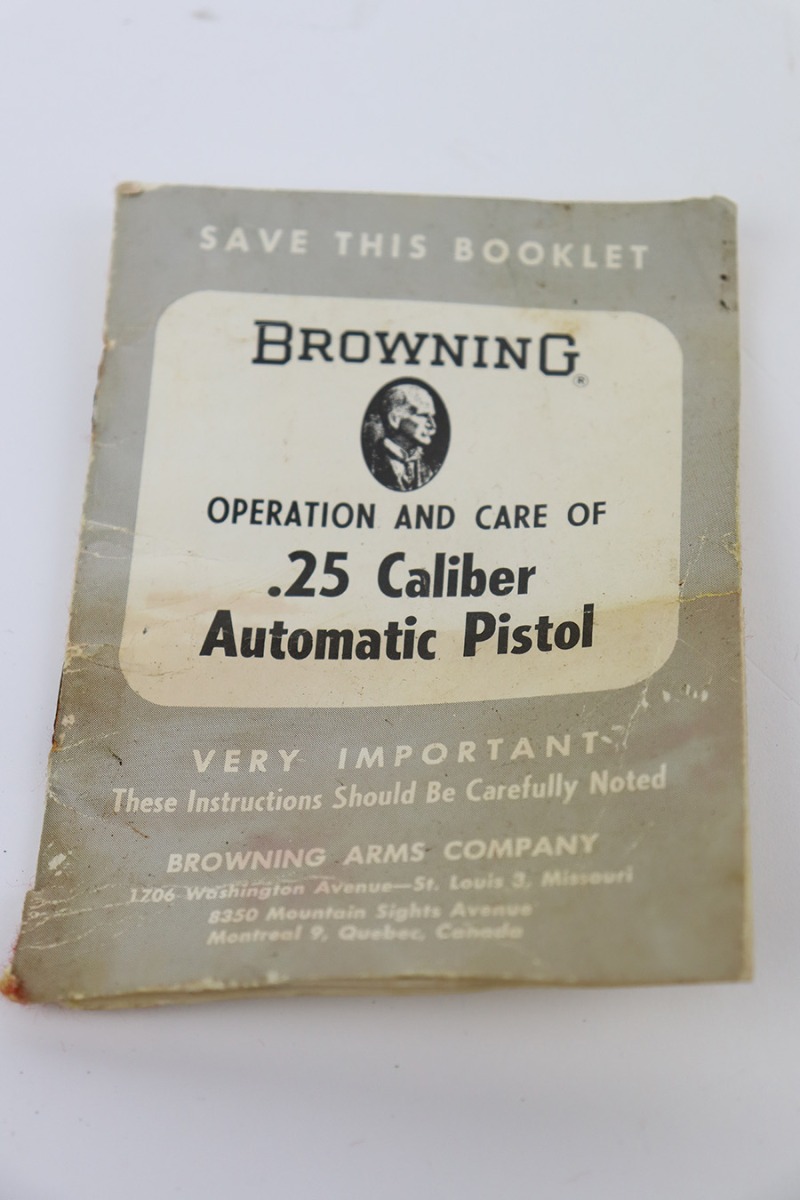 SAVE THIS BOOKLET
BROWNING®
OPERATION AND CARE OF
.25 Caliber
Automatic Pistol
VERY IMPORTANT
These Instructions Should Be Carefully Noted
BROWNING ARMS COMPANY
1706 Washington Avenue—St. Louis 3, Missouri
8350 Mountain Sights Avenue
Montreal 9, Quebec, Canada